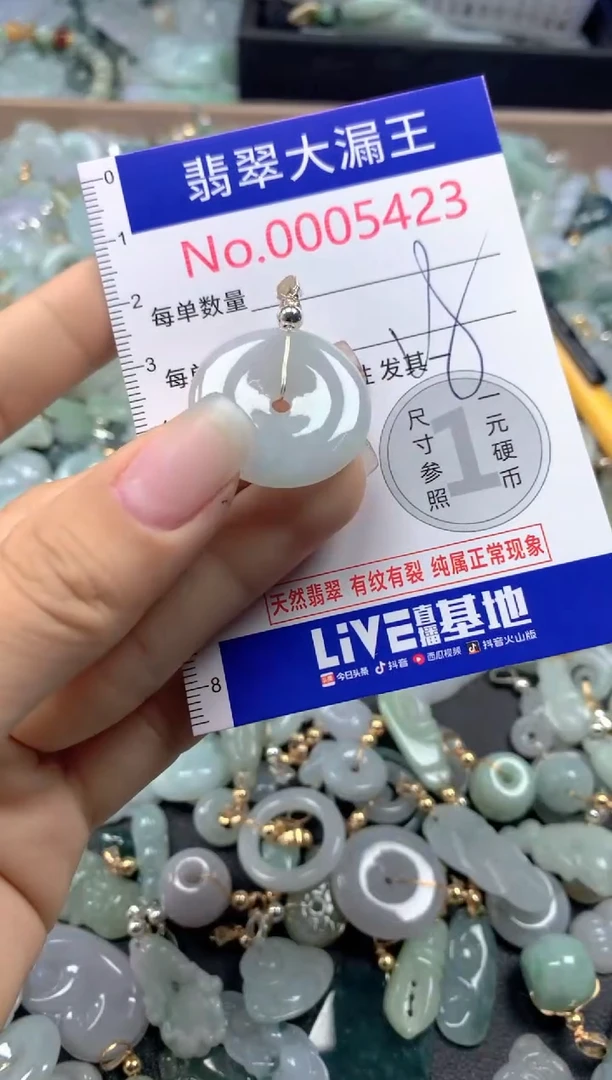 翡翠大漏王
No.0005423
0
1
2
3
8
每单数量
每
发其一
18
尺寸参照
1
一元硬币
天然翡翠 有纹有裂 纯属正常现象
LiVE直播基地
今日头条 抖音 西瓜视频 抖音火山版